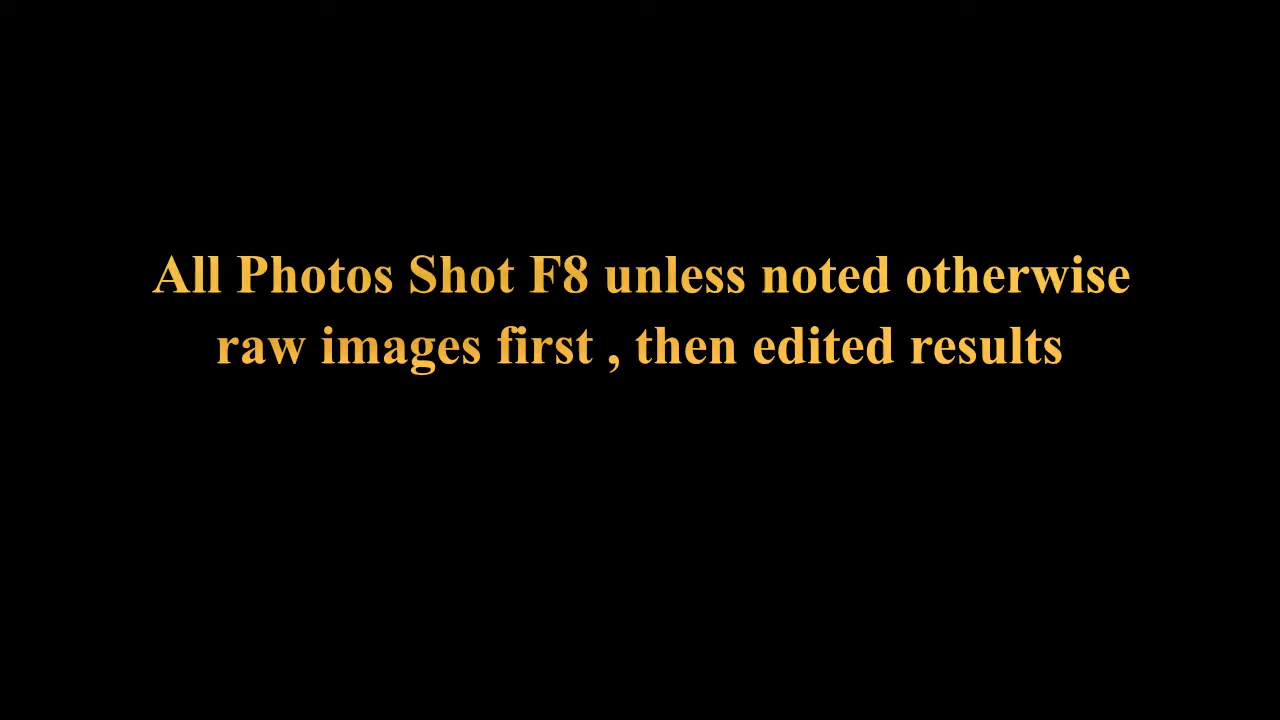 All Photos Shot F8 unless noted otherwise
raw images first , then edited results